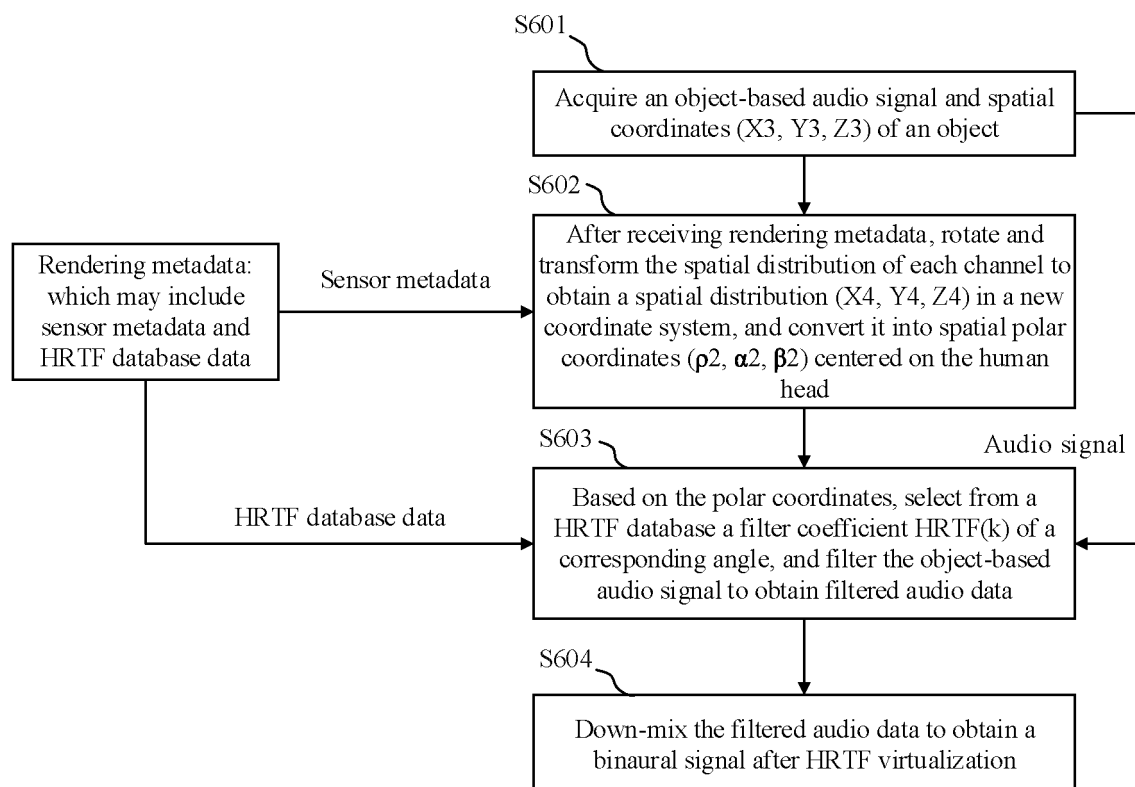 S601
Acquire an object-based audio signal and spatial
coordinates (X3, Y3, Z3) of an object
S602
After receiving rendering metadata, rotate and
transform the spatial distribution of each channel to
obtain a spatial distribution (X4, Y4, Z4) in a new
coordinate system, and convert it into spatial polar
coordinates (ρ2, α2, β2) centered on the human
head
Rendering metadata:
which may include
sensor metadata and
HRTF database data
Sensor metadata
S603
Audio signal
HRTF database data
Based on the polar coordinates, select from a
HRTF database a filter coefficient HRTF(k) of a
corresponding angle, and filter the object-based
audio signal to obtain filtered audio data
S604
Down-mix the filtered audio data to obtain a
binaural signal after HRTF virtualization